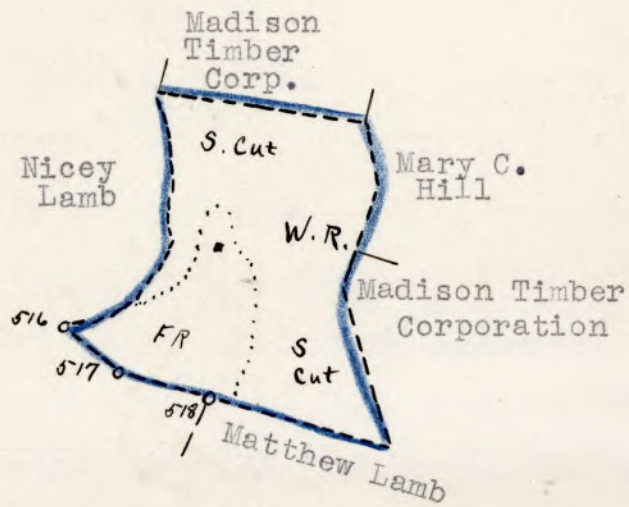 Madison
Timber
Corp.
S. Cut
Nicey
Lamb
Mary C.
Hill
W.R.
Madison Timber
Corporation
516
FR
S
Cut
517
518
Matthew Lamb